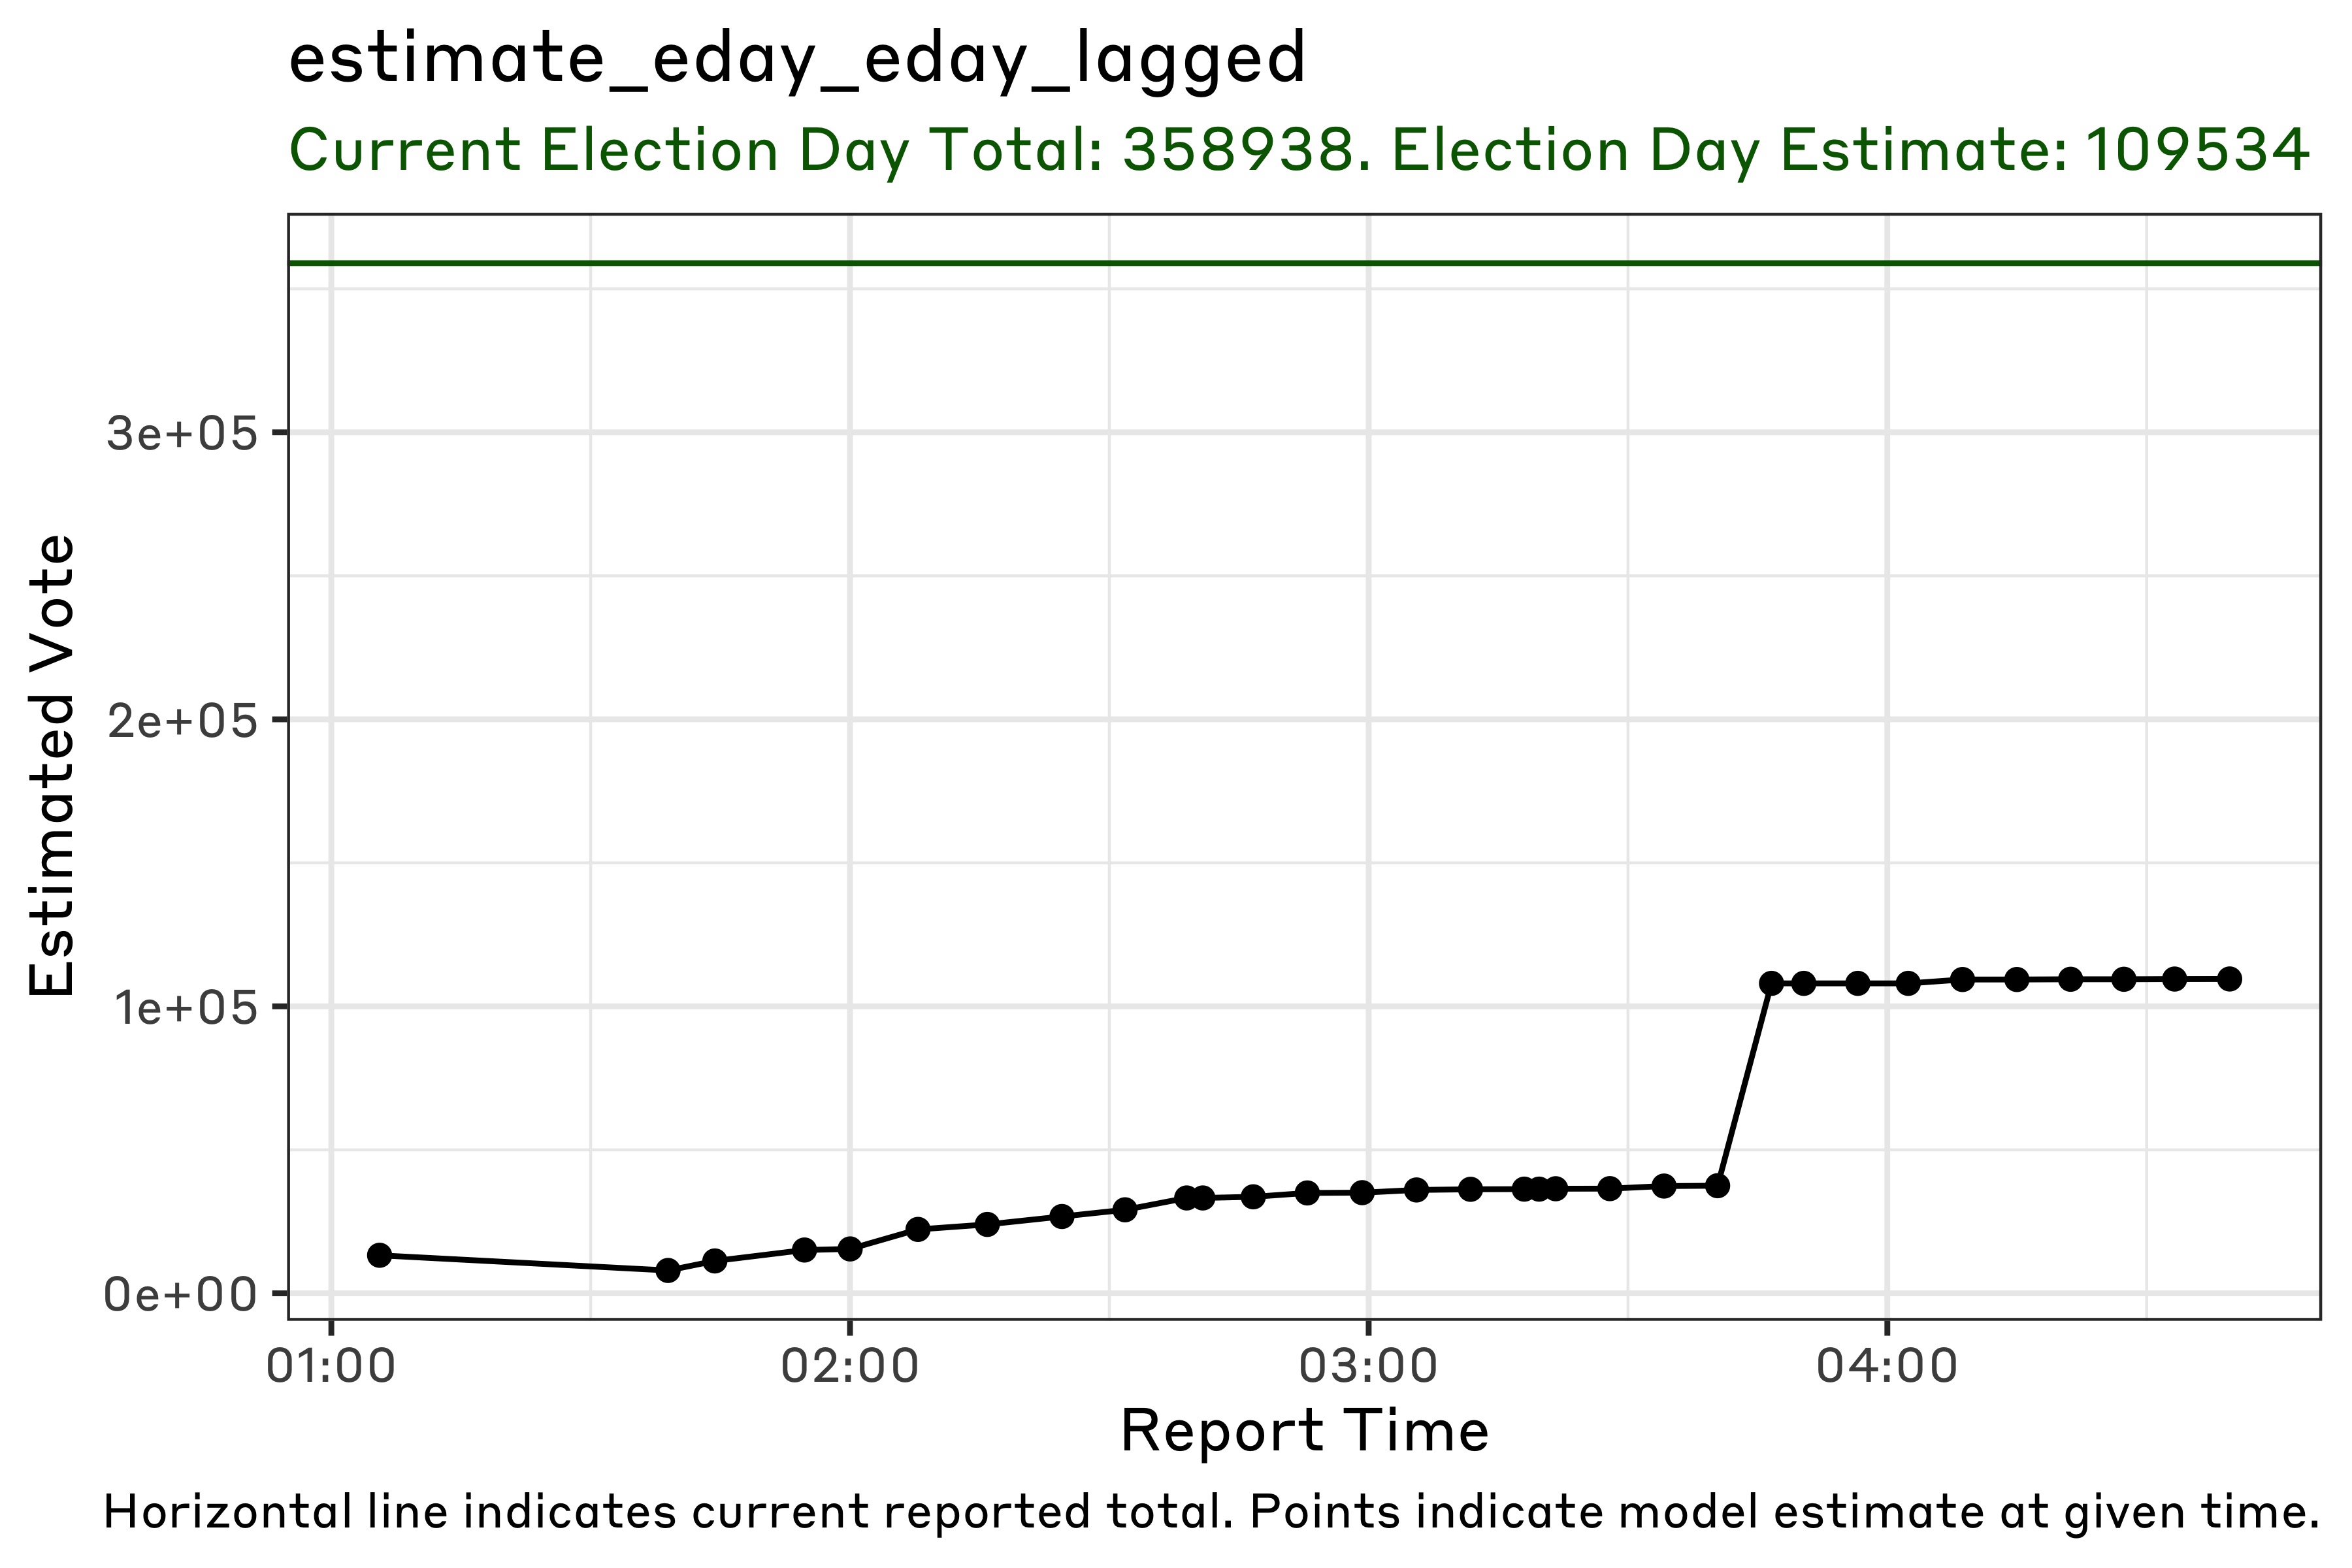 estimate_eday_eday_lagged
Current Election Day Total: 358938. Election Day Estimate: 109534
Estimated Vote
3e+05
2e+05
1e+05
0e+00
01:00 02:00 03:00 04:00
Report Time
Horizontal line indicates current reported total. Points indicate model estimate at given time.